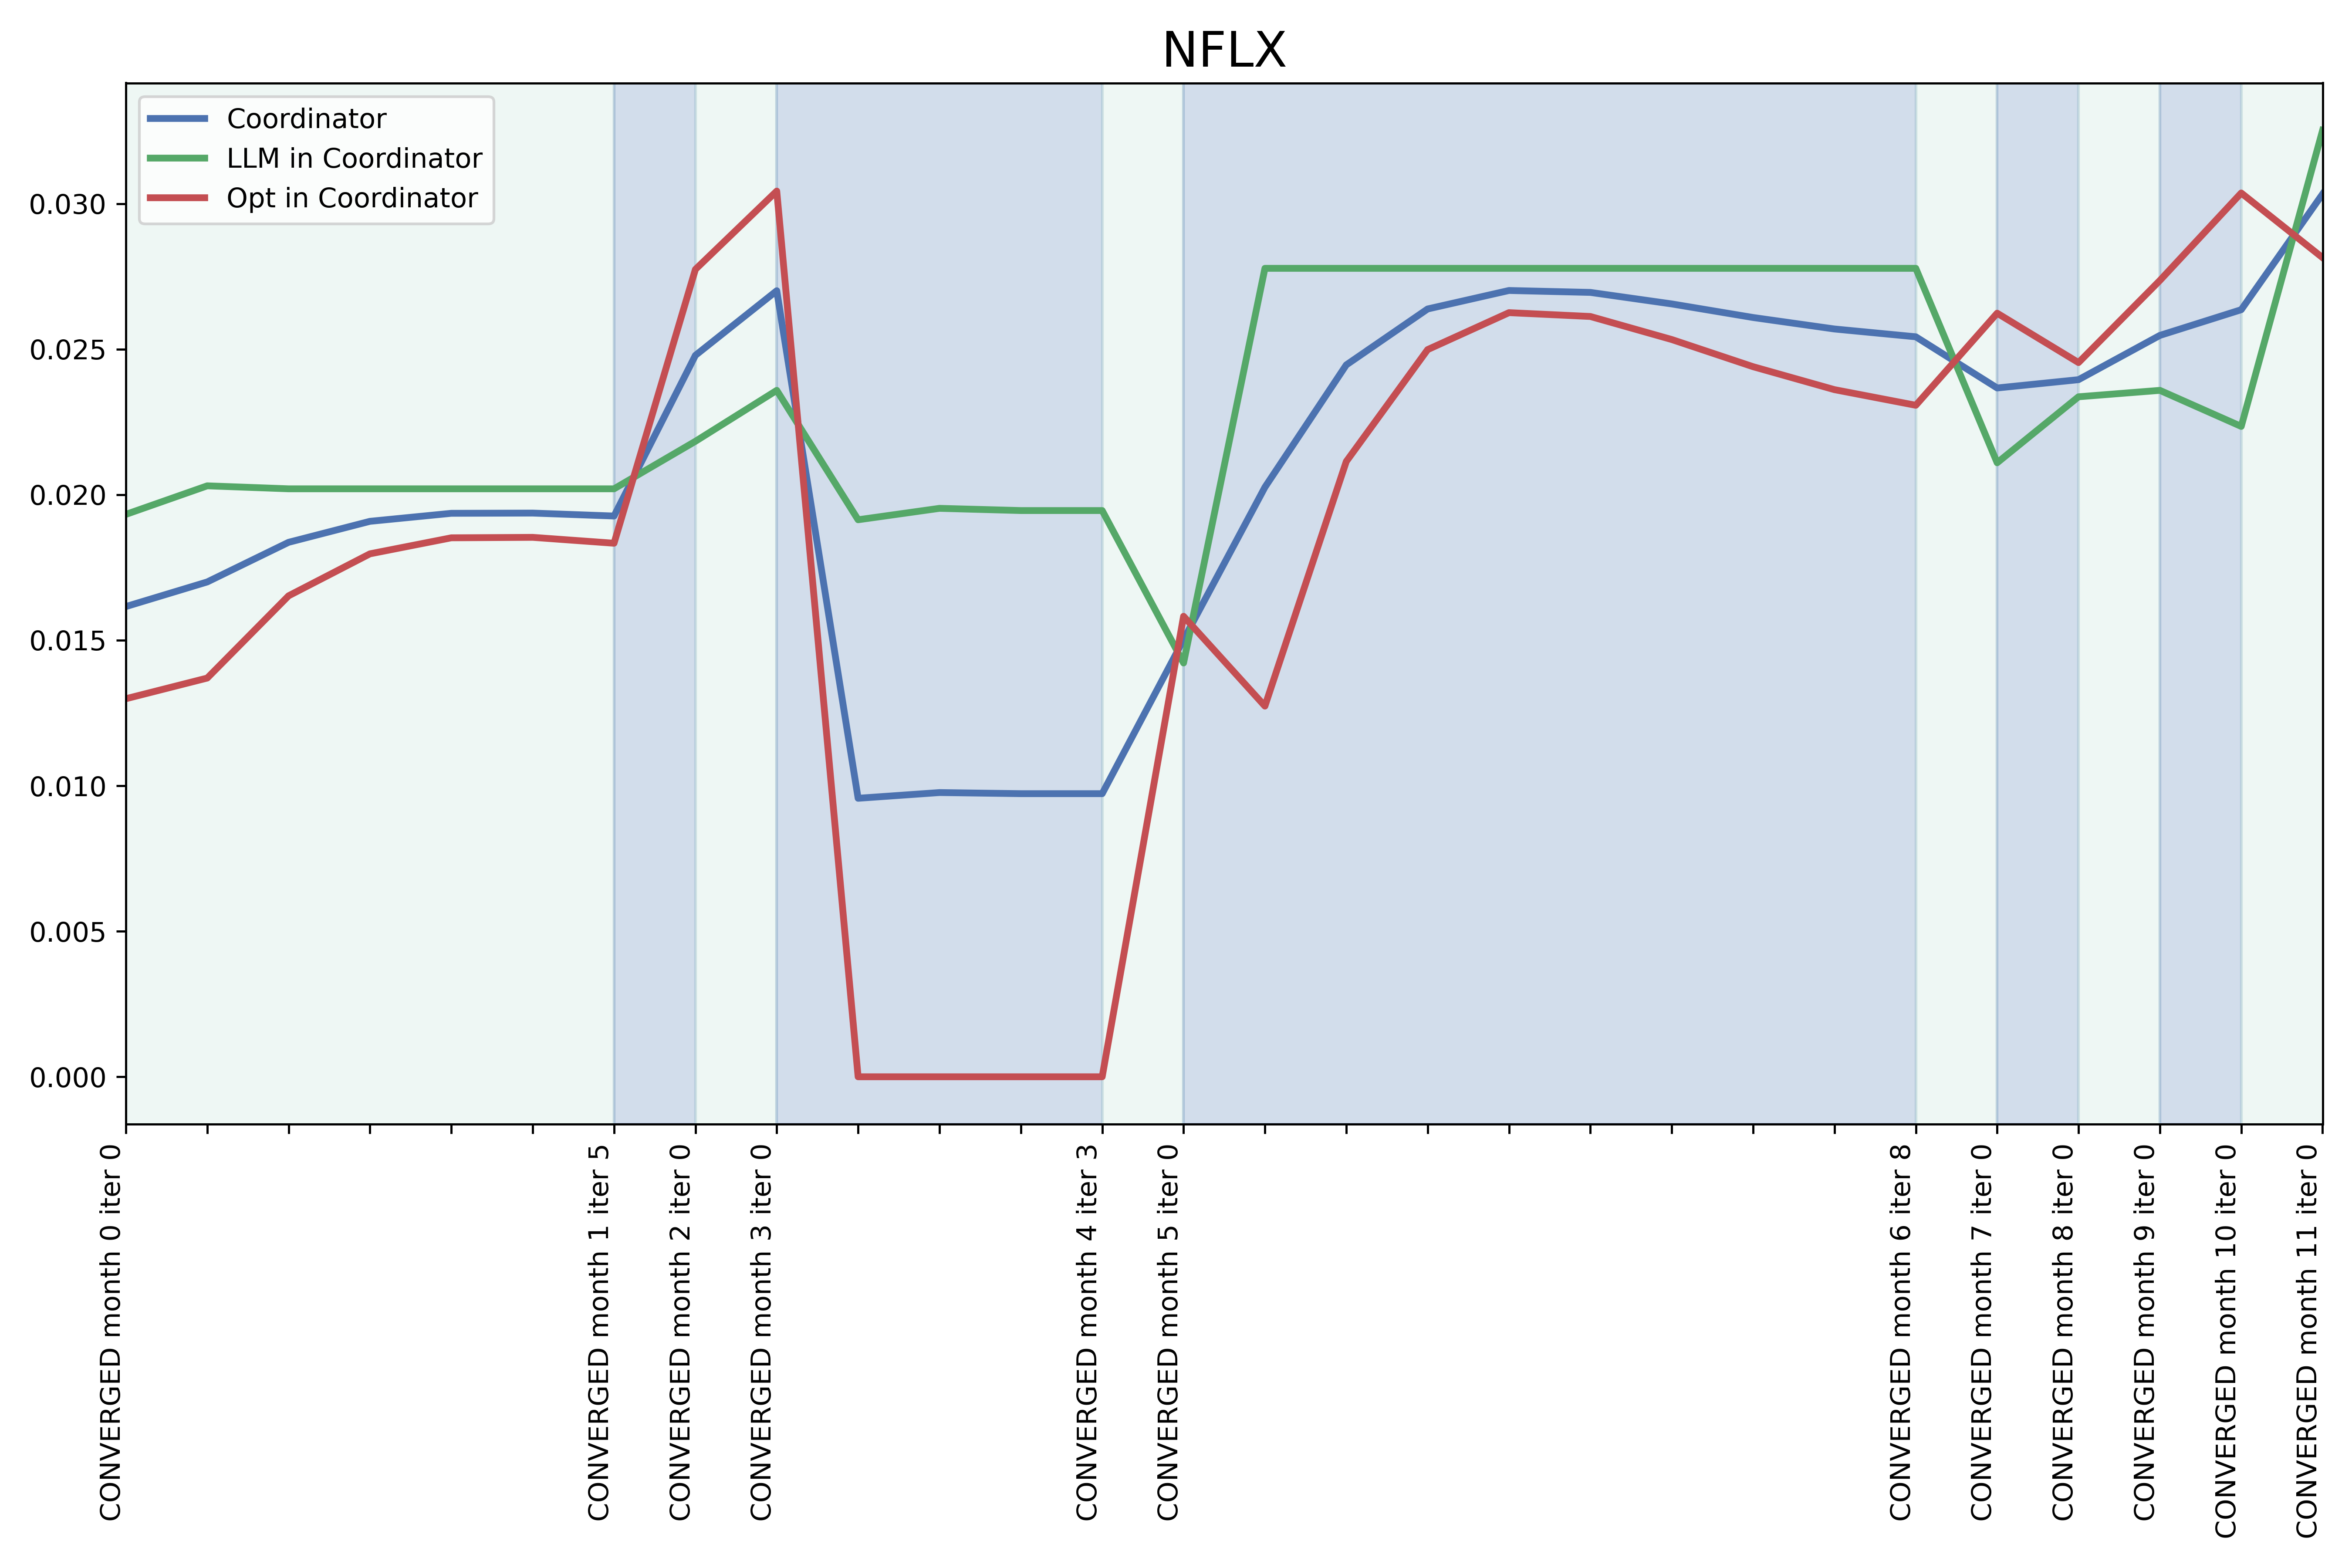 NFLX
Coordinator
LLM in Coordinator
Opt in Coordinator
0.030
0.025
0.020
0.015
0.010
0.005
0.000
CONVERGED month 0 iter 0
CONVERGED month 1 iter 5
CONVERGED month 2 iter 0
CONVERGED month 3 iter 0
CONVERGED month 4 iter 3
CONVERGED month 5 iter 0
CONVERGED month 6 iter 8
CONVERGED month 7 iter 0
CONVERGED month 8 iter 0
CONVERGED month 9 iter 0
CONVERGED month 10 iter 0
CONVERGED month 11 iter 0